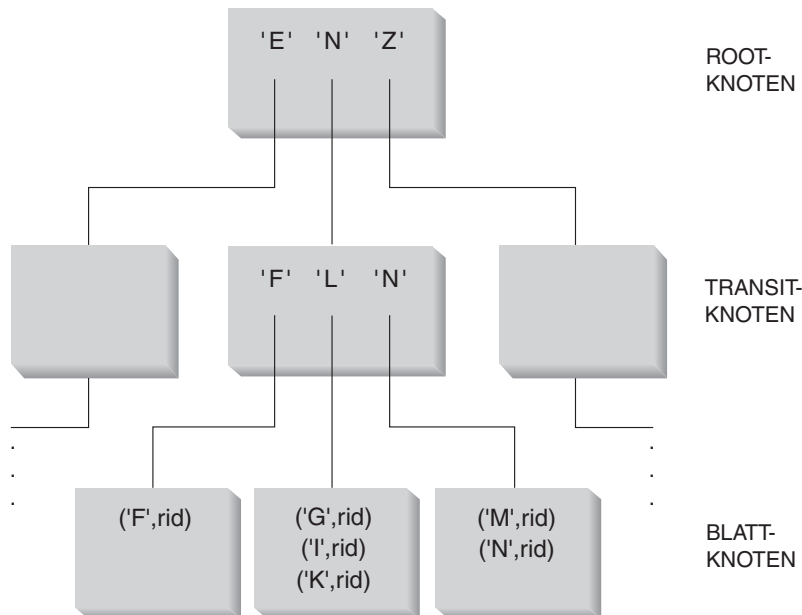 'E' 'N' 'Z'
ROOT-
KNOTEN
'F' 'L' 'N'
TRANSIT-
KNOTEN
('F',rid)
('G',rid)
('I',rid)
('K',rid)
('M',rid)
('N',rid)
BLATT-
KNOTEN